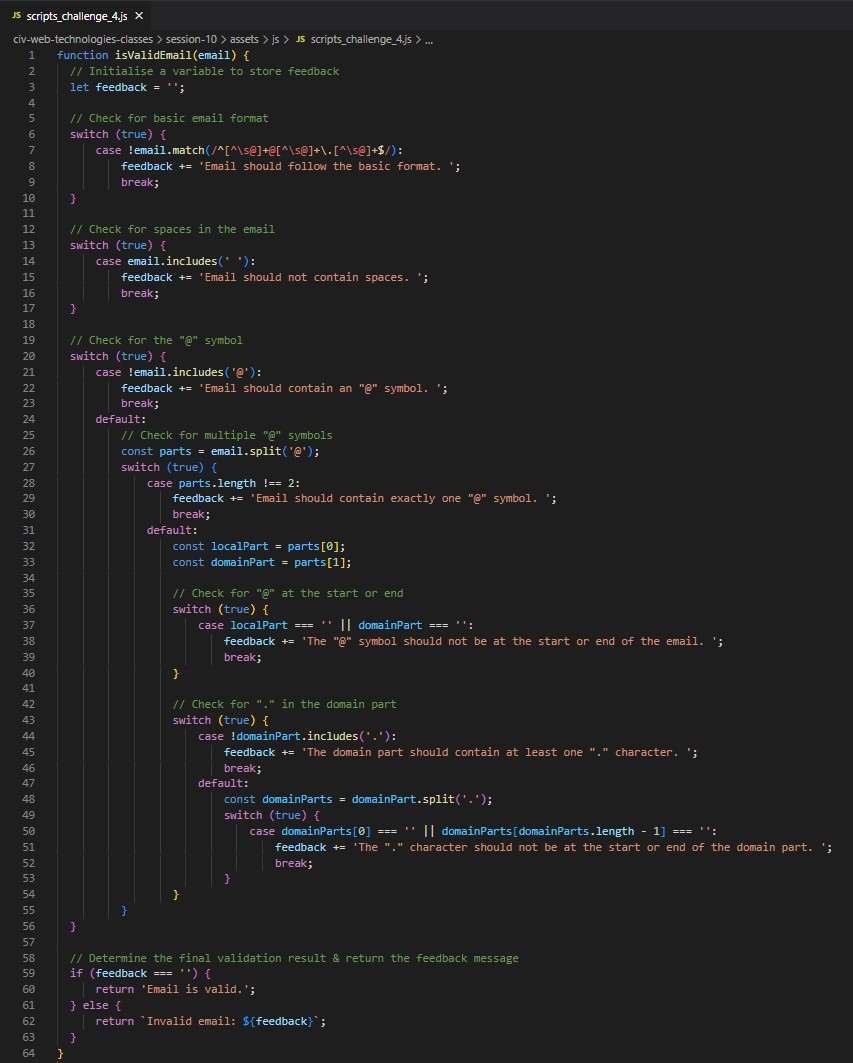 JS scripts_challenge_4.js ×
civ-web-technologies-classes > session-10 > assets > js > JS scripts_challenge_4.js > ...
1 function isValidEmail(email) {
2 // Initialise a variable to store feedback
3 let feedback = '';
4
5 // Check for basic email format
6 switch (true) {
7 case !email.match(/^[^\s@]+@[^\s@]+\.[^\s@]+$/):
8 feedback += 'Email should follow the basic format. ';
9 break;
10 }
11
12 // Check for spaces in the email
13 switch (true) {
14 case email.includes(' '):
15 feedback += 'Email should not contain spaces. ';
16 break;
17 }
18
19 // Check for the "@" symbol
20 switch (true) {
21 case !email.includes('@'):
22 feedback += 'Email should contain an "@" symbol. ';
23 break;
24 default:
25 // Check for multiple "@" symbols
26 const parts = email.split('@');
27 switch (true) {
28 case parts.length !== 2:
29 feedback += 'Email should contain exactly one "@" symbol. ';
30 break;
31 default:
32 const localPart = parts[0];
33 const domainPart = parts[1];
34
35 // Check for "@" at the start or end
36 switch (true) {
37 case localPart === '' || domainPart === '':
38 feedback += 'The "@" symbol should not be at the start or end of the email. ';
39 break;
40 }
41
42 // Check for "." in the domain part
43 switch (true) {
44 case !domainPart.includes('.'):
45 feedback += 'The domain part should contain at least one "." character. ';
46 break;
47 default:
48 const domainParts = domainPart.split('.');
49 switch (true) {
50 case domainParts[0] === '' || domainParts[domainParts.length - 1] === '':
51 feedback += 'The "." character should not be at the start or end of the domain part. ';
52 break;
53 }
54 }
55 }
56 }
57
58 // Determine the final validation result & return the feedback message
59 if (feedback === '') {
60 return 'Email is valid.';
61 } else {
62 return `Invalid email: ${feedback}`;
63 }
64 }